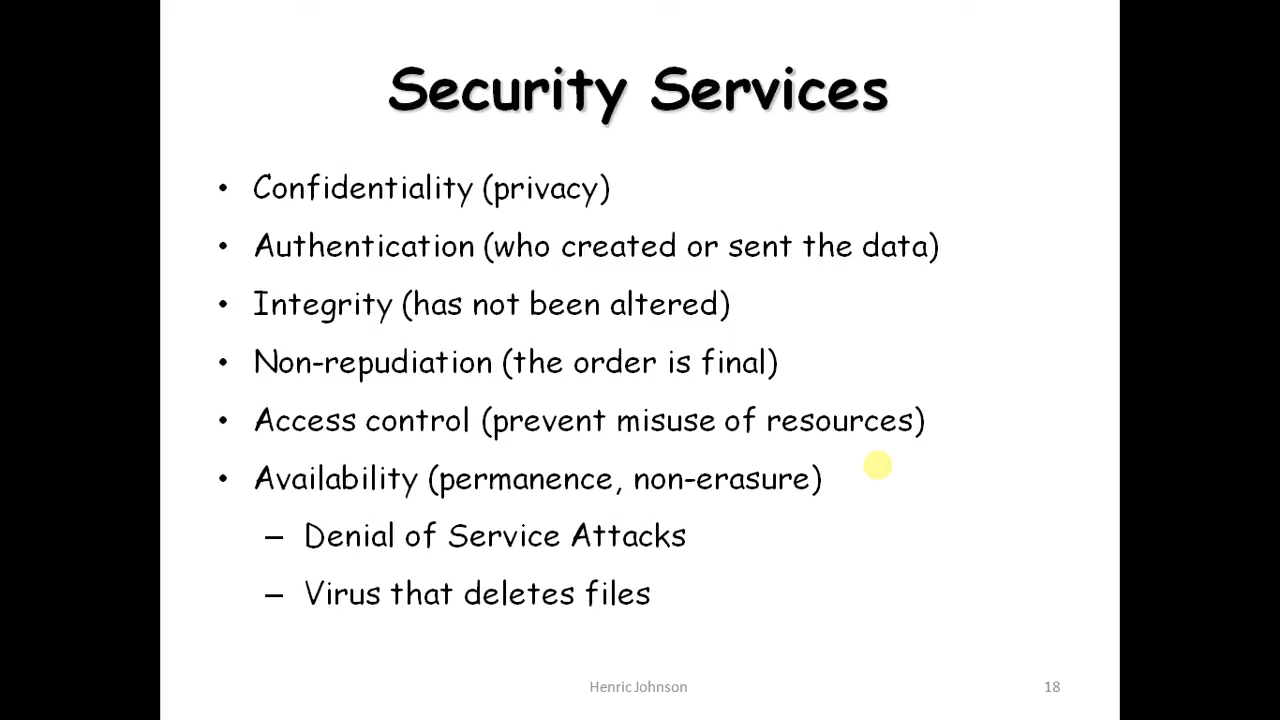 Security Services
• Confidentiality (privacy)
• Authentication (who created or sent the data)
• Integrity (has not been altered)
• Non-repudiation (the order is final)
• Access control (prevent misuse of resources)
• Availability (permanence, non-erasure)
– Denial of Service Attacks
– Virus that deletes files
Henric Johnson
18